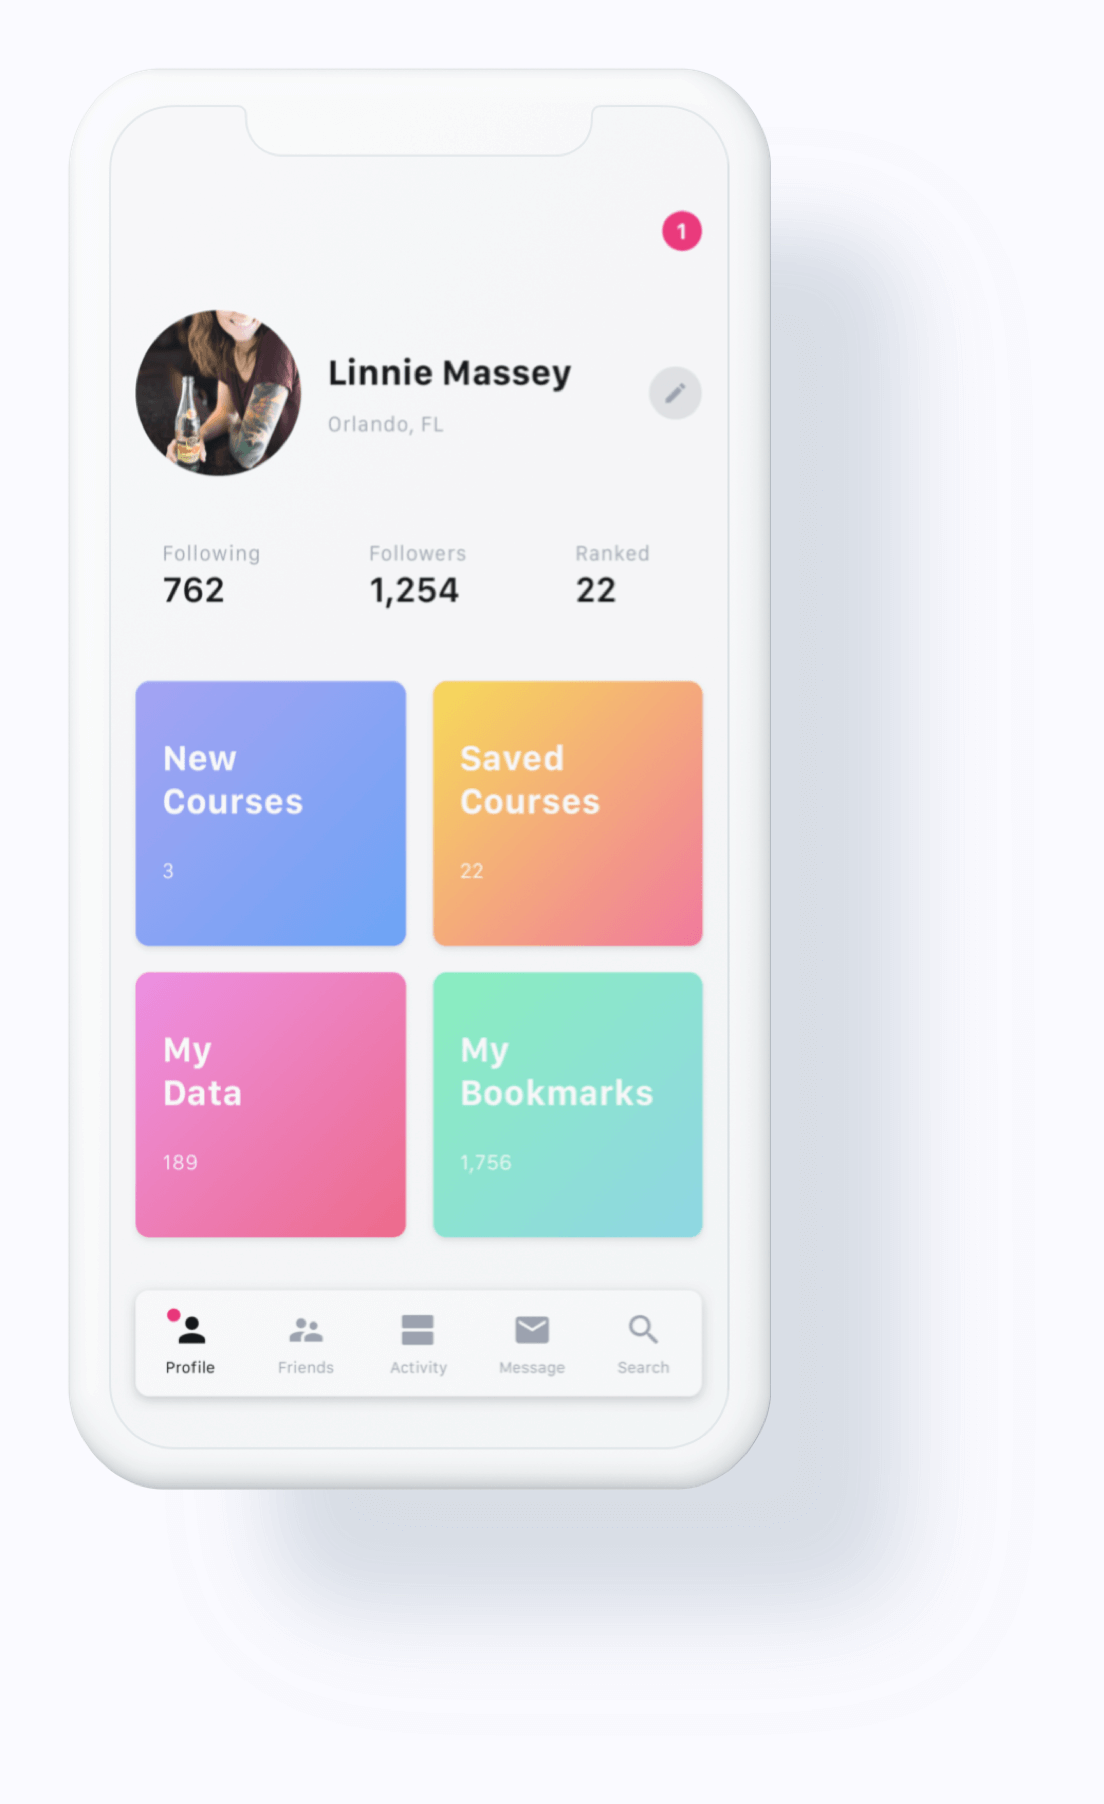 1
Linnie Massey
Orlando, FL
Following Followers Ranked
762 1,254 22
New
Courses
3
Saved
Courses
22
My
Data
189
My
Bookmarks
1,756
Profile Friends Activity Message Search